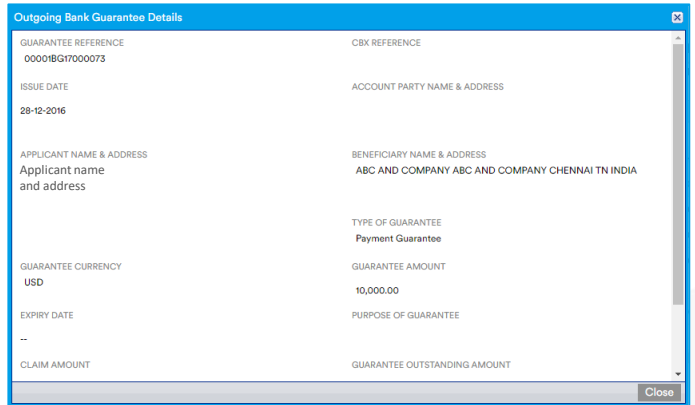 Outgoing Bank Guarantee Details
GUARANTEE REFERENCE
00001BG17000073
CBX REFERENCE
ISSUE DATE
28-12-2016
ACCOUNT PARTY NAME & ADDRESS
APPLICANT NAME & ADDRESS
Applicant name
and address
BENEFICIARY NAME & ADDRESS
ABC AND COMPANY ABC AND COMPANY CHENNAI TN INDIA
TYPE OF GUARANTEE
Payment Guarantee
GUARANTEE CURRENCY
USD
GUARANTEE AMOUNT
10,000.00
EXPIRY DATE
--
PURPOSE OF GUARANTEE
CLAIM AMOUNT
GUARANTEE OUTSTANDING AMOUNT
Close